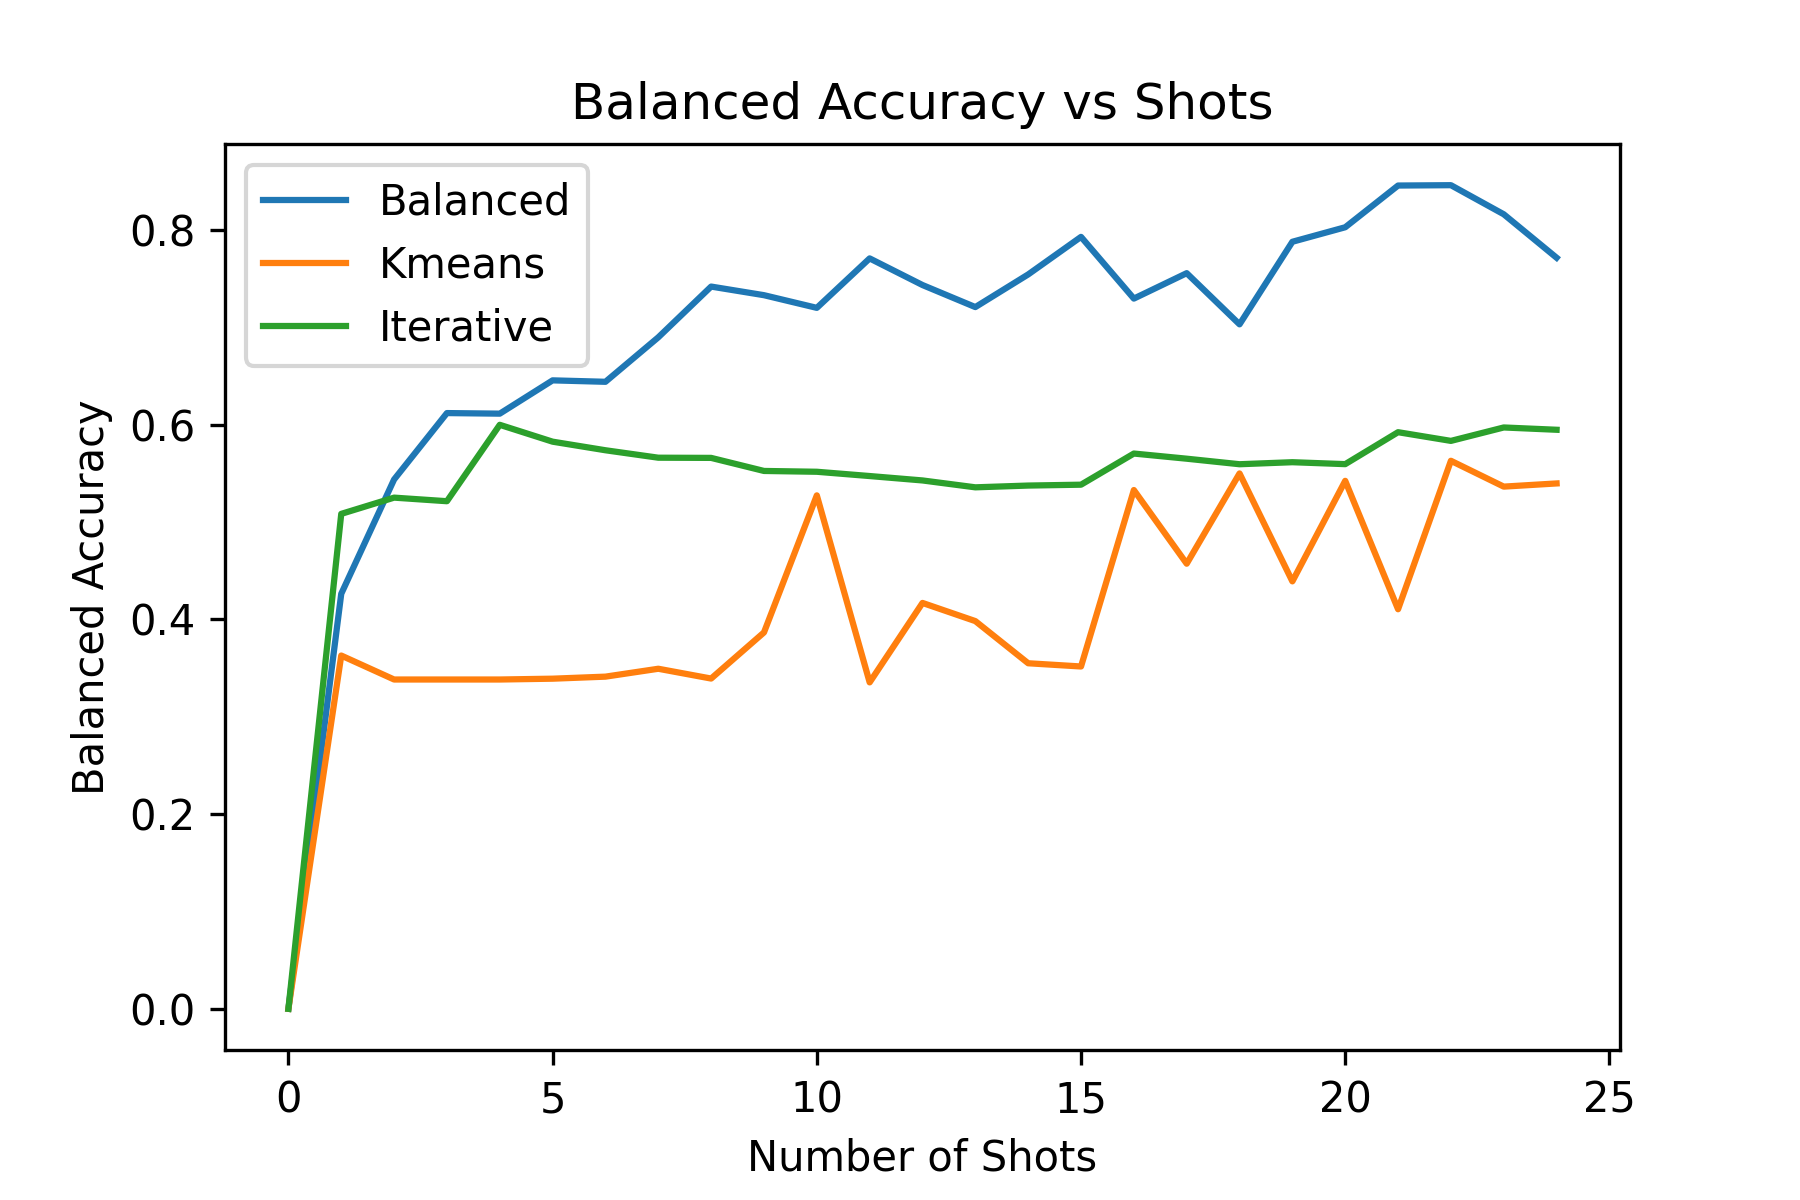 Balanced Accuracy vs Shots
Balanced
Kmeans
Iterative
Balanced Accuracy
0.8
0.6
0.4
0.2
0.0
0 5 10 15 20 25
Number of Shots